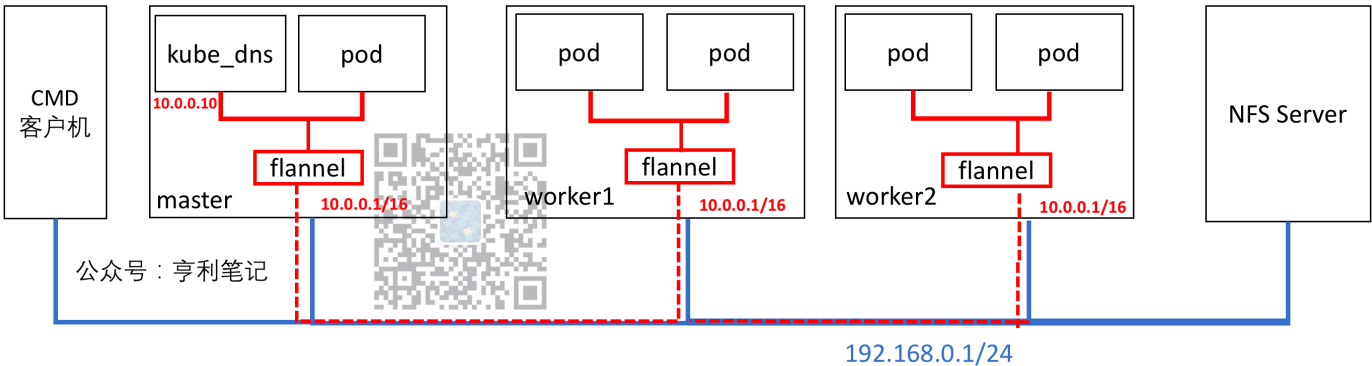 CMD
客户机
kube_dns
pod
10.0.0.10
flannel
master
10.0.0.1/16
pod
pod
flannel
worker1
10.0.0.1/16
pod
pod
flannel
worker2
10.0.0.1/16
NFS Server
公众号：亨利笔记
192.168.0.1/24